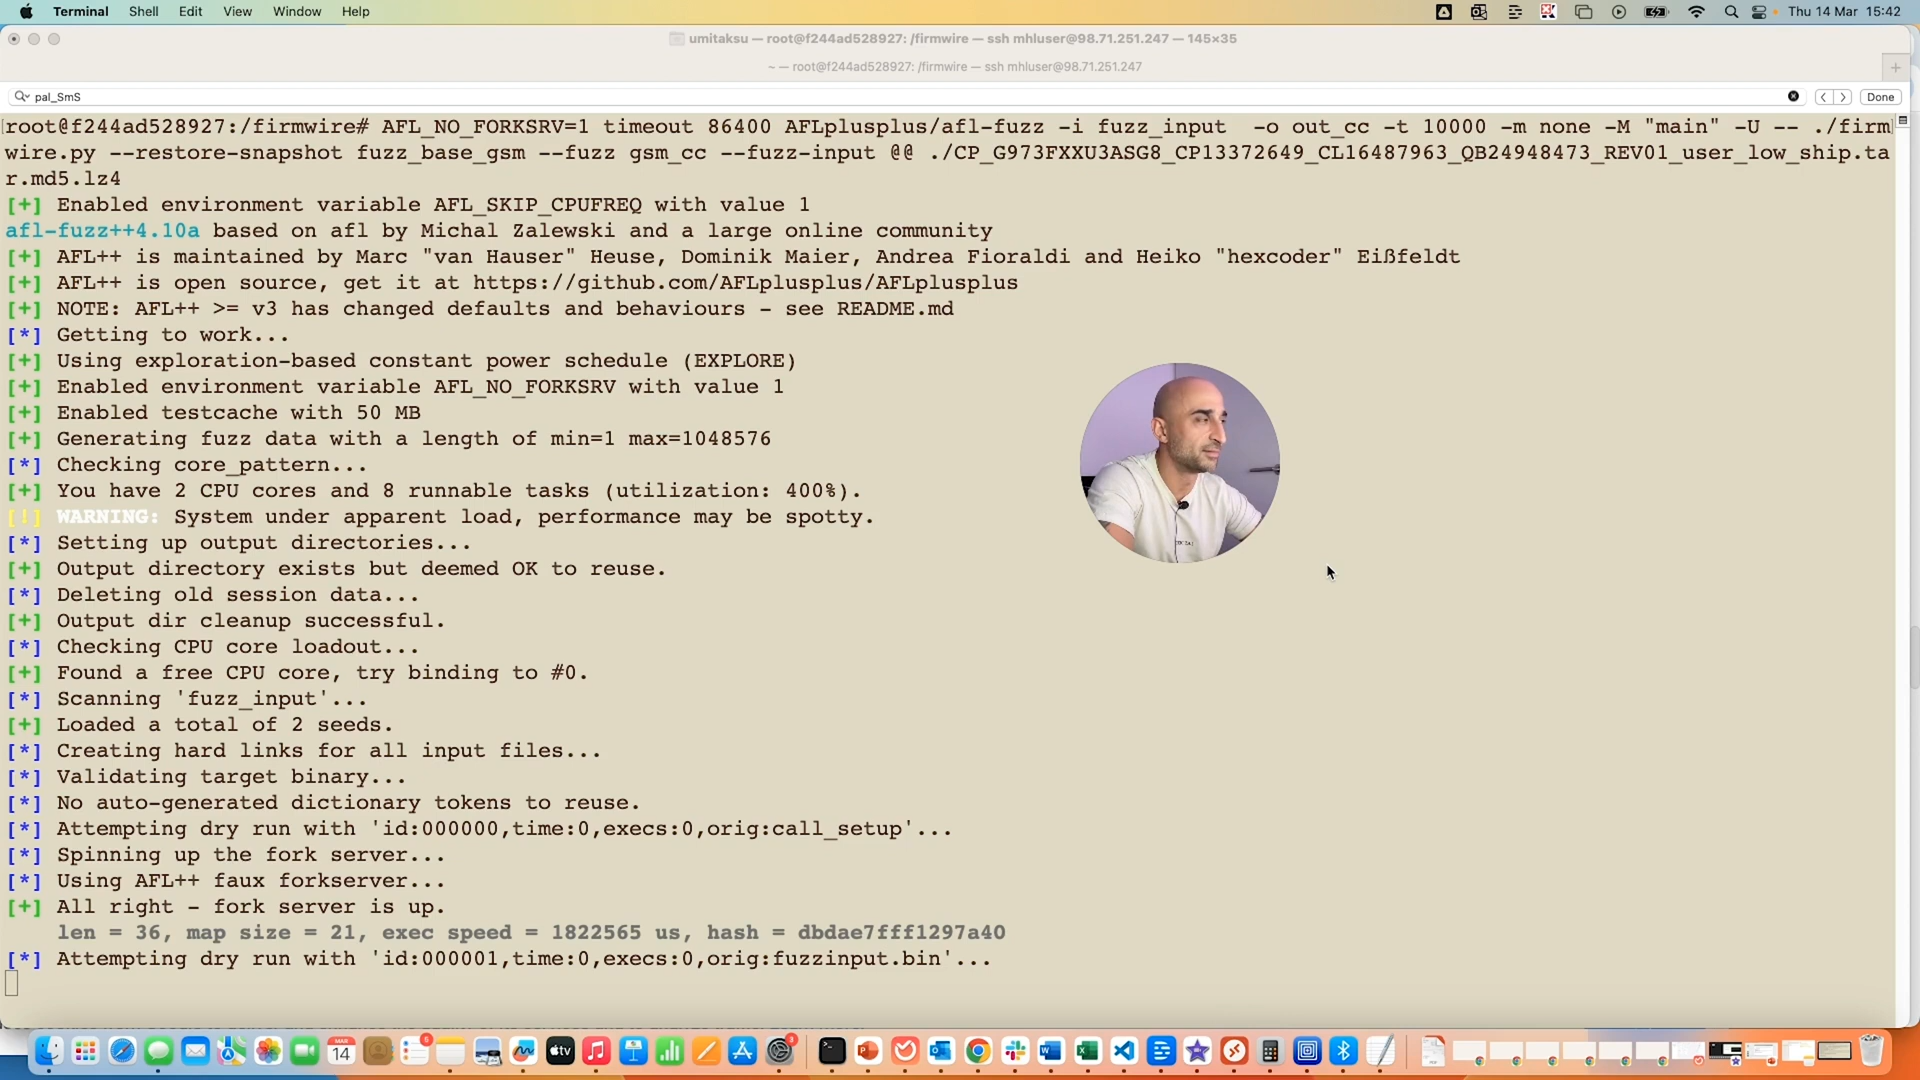 Terminal Shell Edit View Window Help Thu 14 Mar 15:42
umitaksu — root@f244ad528927: /firmwire — ssh mhluser@98.71.251.247 — 145×35
~ — root@f244ad528927: /firmwire — ssh mhluser@98.71.251.247
pal_SmS Done
root@f244ad528927:/firmwire# AFL_NO_FORKSRV=1 timeout 86400 AFLplusplus/afl-fuzz -i fuzz_input  -o out_cc -t 10000 -m none -M "main" -U -- ./firm
wire.py --restore-snapshot fuzz_base_gsm --fuzz gsm_cc --fuzz-input @@ ./CP_G973FXXU3ASG8_CP13372649_CL16487963_QB24948473_REV01_user_low_ship.ta
r.md5.lz4
[+] Enabled environment variable AFL_SKIP_CPUFREQ with value 1
afl-fuzz++4.10a based on afl by Michal Zalewski and a large online community
[+] AFL++ is maintained by Marc "van Hauser" Heuse, Dominik Maier, Andrea Fioraldi and Heiko "hexcoder" Eißfeldt
[+] AFL++ is open source, get it at https://github.com/AFLplusplus/AFLplusplus
[+] NOTE: AFL++ >= v3 has changed defaults and behaviours - see README.md
[*] Getting to work...
[+] Using exploration-based constant power schedule (EXPLORE)
[+] Enabled environment variable AFL_NO_FORKSRV with value 1
[+] Enabled testcache with 50 MB
[+] Generating fuzz data with a length of min=1 max=1048576
[*] Checking core_pattern...
[+] You have 2 CPU cores and 8 runnable tasks (utilization: 400%).
[!] WARNING: System under apparent load, performance may be spotty.
[*] Setting up output directories...
[+] Output directory exists but deemed OK to reuse.
[*] Deleting old session data...
[+] Output dir cleanup successful.
[*] Checking CPU core loadout...
[+] Found a free CPU core, try binding to #0.
[*] Scanning 'fuzz_input'...
[+] Loaded a total of 2 seeds.
[*] Creating hard links for all input files...
[*] Validating target binary...
[*] No auto-generated dictionary tokens to reuse.
[*] Attempting dry run with 'id:000000,time:0,execs:0,orig:call_setup'...
[*] Spinning up the fork server...
[*] Using AFL++ faux forkserver...
[+] All right - fork server is up.
len = 36, map size = 21, exec speed = 1822565 us, hash = dbdae7fff1297a40
[*] Attempting dry run with 'id:000001,time:0,execs:0,orig:fuzzinput.bin'...
MAR
14
tv